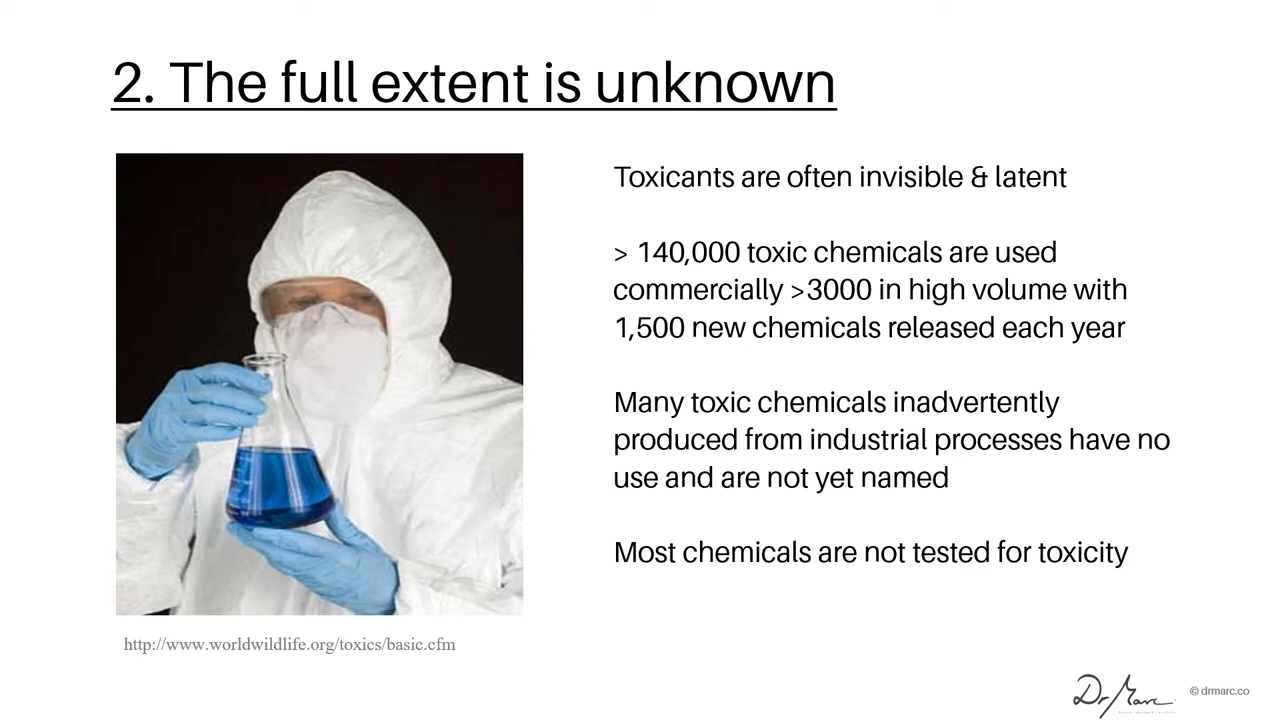 2. The full extent is unknown
Toxicants are often invisible & latent
> 140,000 toxic chemicals are used
commercially >3000 in high volume with
1,500 new chemicals released each year
Many toxic chemicals inadvertently
produced from industrial processes have no
use and are not yet named
Most chemicals are not tested for toxicity
http://www.worldwildlife.org/toxics/basic.cfm
Dr Marc
© drmarc.co